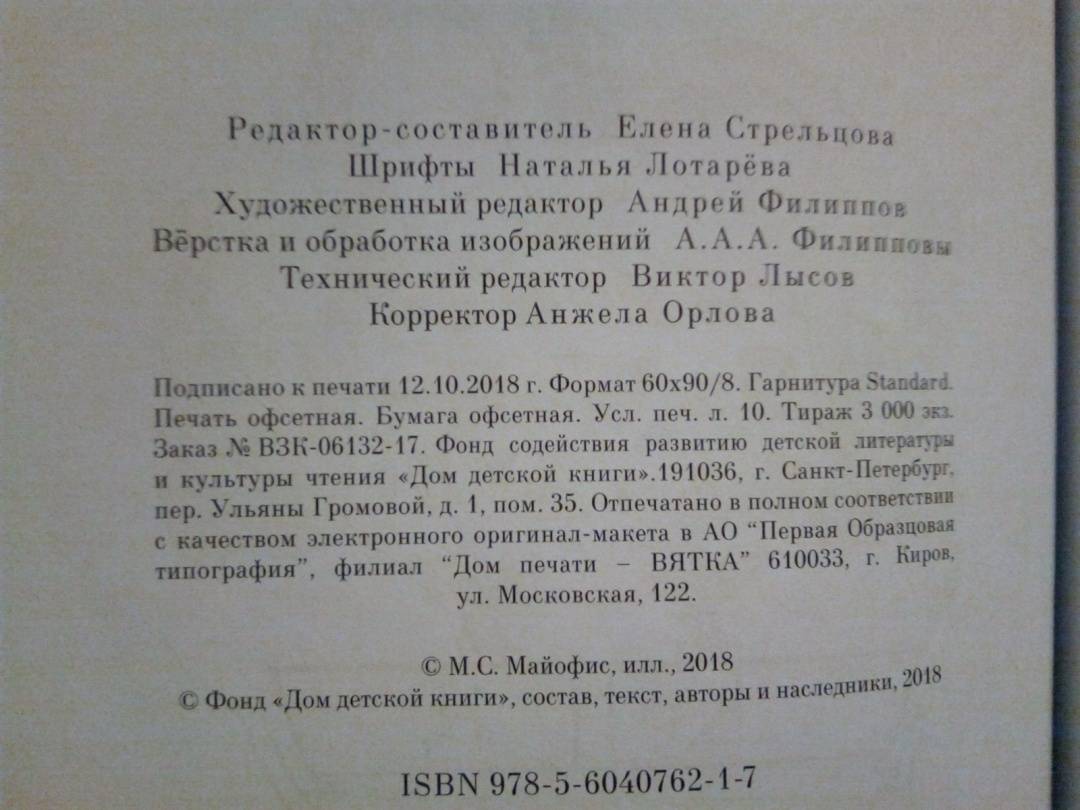 Редактор-составитель Елена Стрельцова
Шрифты Наталья Лотарёва
Художественный редактор Андрей Филиппов
Вёрстка и обработка изображений А.А.А. Филипповы
Технический редактор Виктор Лысов
Корректор Анжела Орлова
Подписано к печати 12.10.2018 г. Формат 60х90/8. Гарнитура Standard.
Печать офсетная. Бумага офсетная. Усл. печ. л. 10. Тираж 3 000 экз.
Заказ № ВЗК-06132-17. Фонд содействия развитию детской литературы
и культуры чтения «Дом детской книги».191036, г. Санкт-Петербург,
пер. Ульяны Громовой, д. 1, пом. 35. Отпечатано в полном соответствии
с качеством электронного оригинал-макета в АО “Первая Образцовая
типография”, филиал “Дом печати – ВЯТКА” 610033, г. Киров,
ул. Московская, 122.
© М.С. Майофис, илл., 2018
© Фонд «Дом детской книги», состав, текст, авторы и наследники, 2018
ISBN 978-5-6040762-1-7